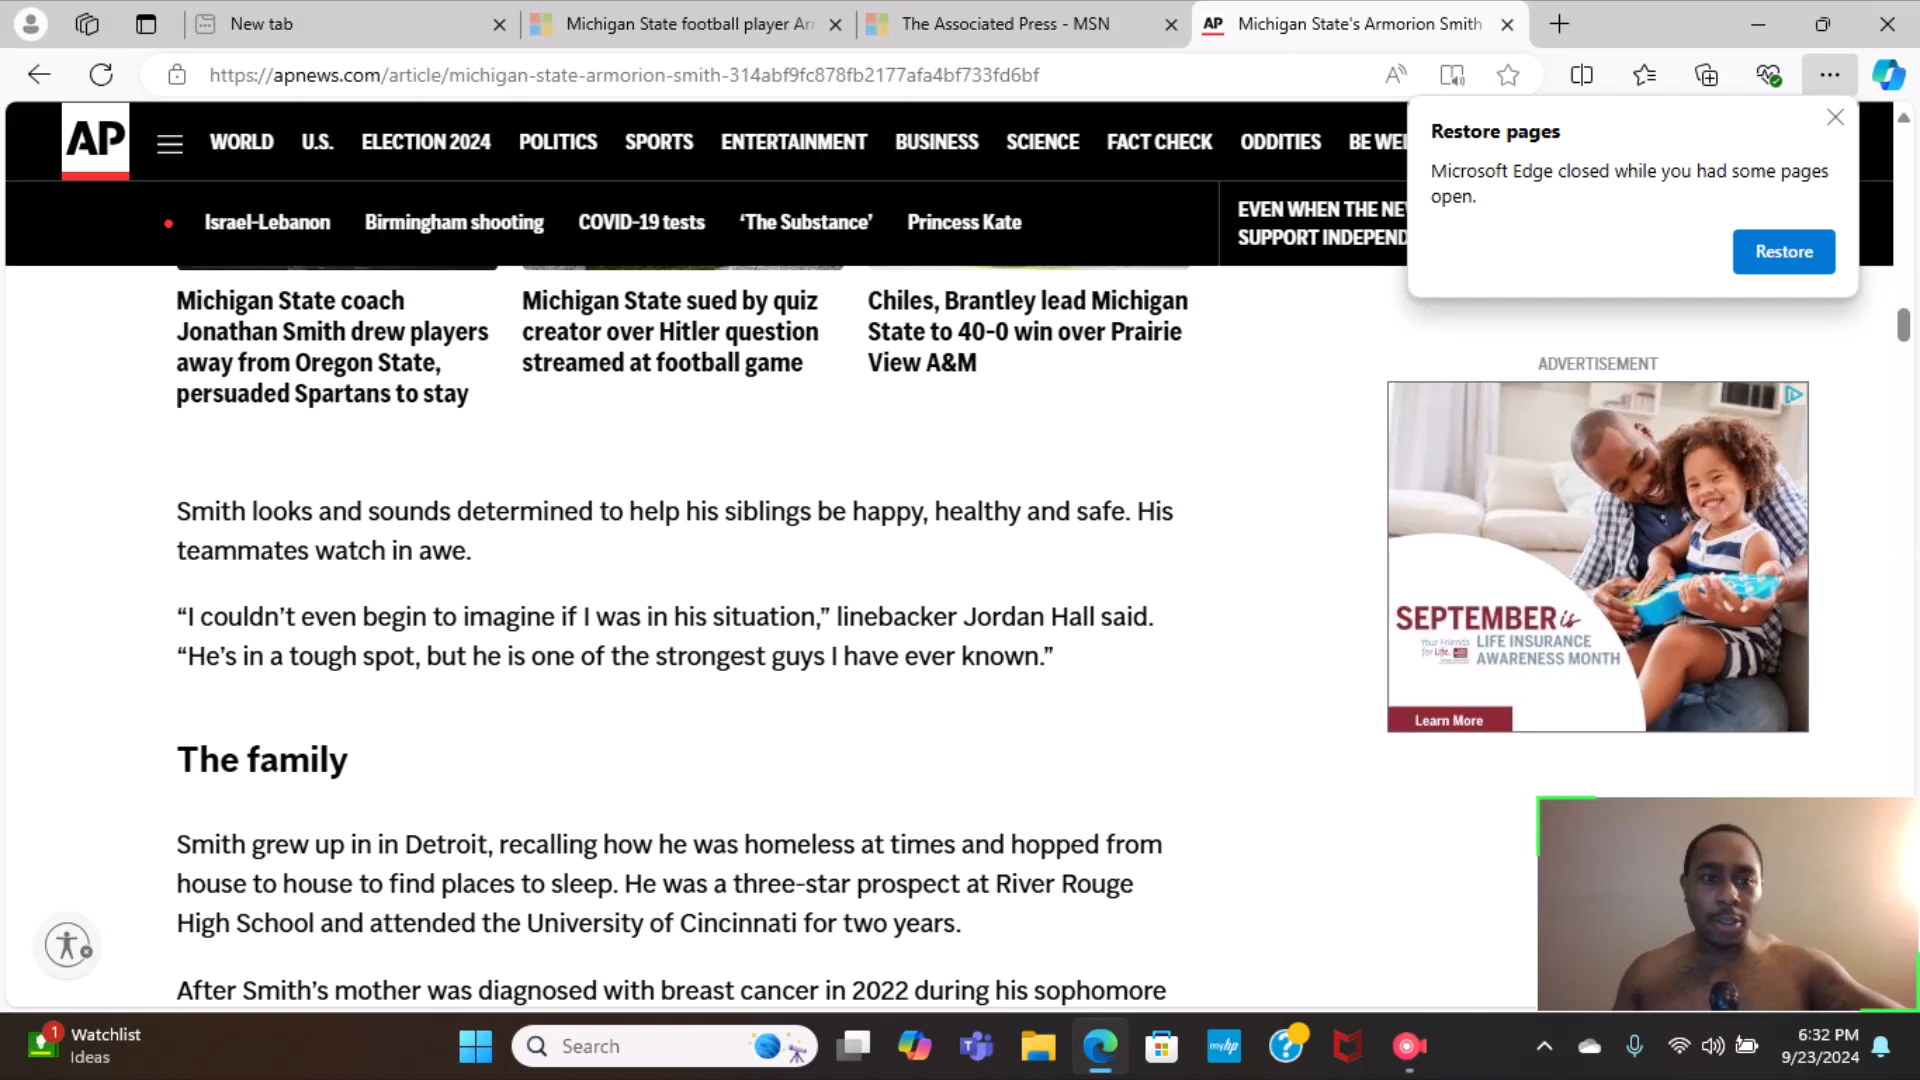 New tab
Michigan State football player Ar
The Associated Press - MSN
AP Michigan State's Armorion Smith
https://apnews.com/article/michigan-state-armorion-smith-314abf9fc878fb2177afa4bf733fd6bf
AP
WORLD U.S. ELECTION 2024 POLITICS SPORTS ENTERTAINMENT BUSINESS SCIENCE FACT CHECK ODDITIES BE WEL
Israel-Lebanon Birmingham shooting COVID-19 tests ‘The Substance’ Princess Kate
EVEN WHEN THE NE
SUPPORT INDEPEND
Restore pages
Microsoft Edge closed while you had some pages
open.
Restore
Michigan State coach
Jonathan Smith drew players
away from Oregon State,
persuaded Spartans to stay
Michigan State sued by quiz
creator over Hitler question
streamed at football game
Chiles, Brantley lead Michigan
State to 40-0 win over Prairie
View A&M
Smith looks and sounds determined to help his siblings be happy, healthy and safe. His
teammates watch in awe.
“I couldn’t even begin to imagine if I was in his situation,” linebacker Jordan Hall said.
“He’s in a tough spot, but he is one of the strongest guys I have ever known.”
The family
Smith grew up in in Detroit, recalling how he was homeless at times and hopped from
house to house to find places to sleep. He was a three-star prospect at River Rouge
High School and attended the University of Cincinnati for two years.
After Smith’s mother was diagnosed with breast cancer in 2022 during his sophomore
ADVERTISEMENT
SEPTEMBER is
Your Friends
for Life.
LIFE INSURANCE
AWARENESS MONTH
Learn More
1
Watchlist
Ideas
Search
myhp
6:32 PM
9/23/2024